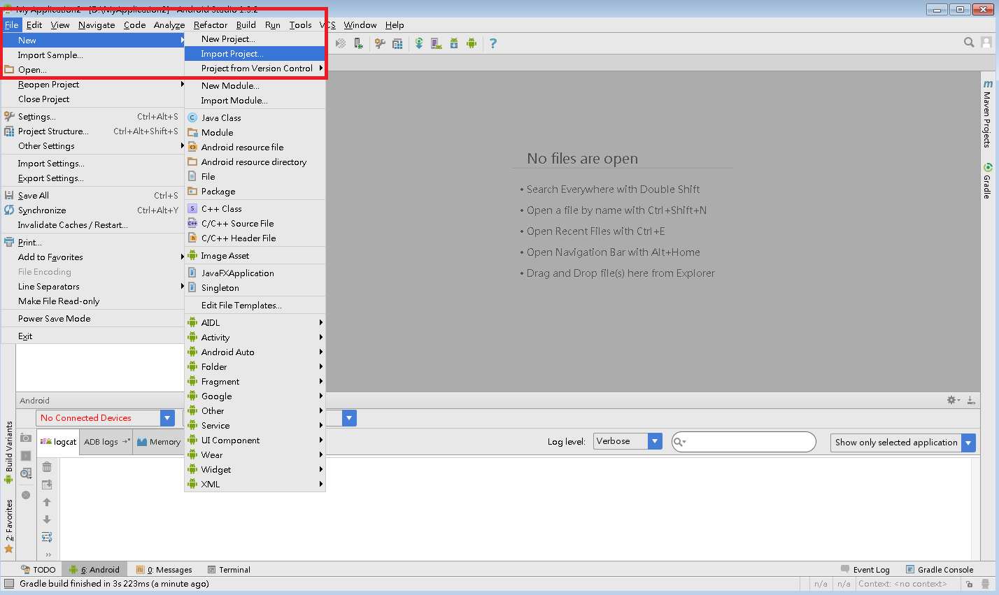 My Application2 - [D:\MyApplication2] - Android Studio 1.3.2
File Edit View Navigate Code Analyze Refactor Build Run Tools VCS Window Help
New
Import Sample...
Open...
Reopen Project
Close Project
Settings... Ctrl+Alt+S
Project Structure... Ctrl+Alt+Shift+S
Other Settings
Import Settings...
Export Settings...
Save All Ctrl+S
Synchronize Ctrl+Alt+Y
Invalidate Caches / Restart...
Print...
Add to Favorites
File Encoding
Line Separators
Make File Read-only
Power Save Mode
Exit
New Project...
Import Project...
Project from Version Control
New Module...
Import Module...
Java Class
Module
Android resource file
Android resource directory
File
Package
C++ Class
C/C++ Source File
C/C++ Header File
Image Asset
JavaFXApplication
Singleton
Edit File Templates...
AIDL
Activity
Android Auto
Folder
Fragment
Google
Other
Service
UI Component
Wear
Widget
XML
No files are open
• Search Everywhere with Double Shift
• Open a file by name with Ctrl+Shift+N
• Open Recent Files with Ctrl+E
• Open Navigation Bar with Alt+Home
• Drag and Drop file(s) here from Explorer
Maven Projects
Gradle
Build Variants
2: Favorites
Android
No Connected Devices
logcat ADB logs Memory
Log level: Verbose Show only selected application
TODO 6: Android 0: Messages Terminal Event Log Gradle Console
Gradle build finished in 3s 223ms (a minute ago) n/a n/a Context: <no context>